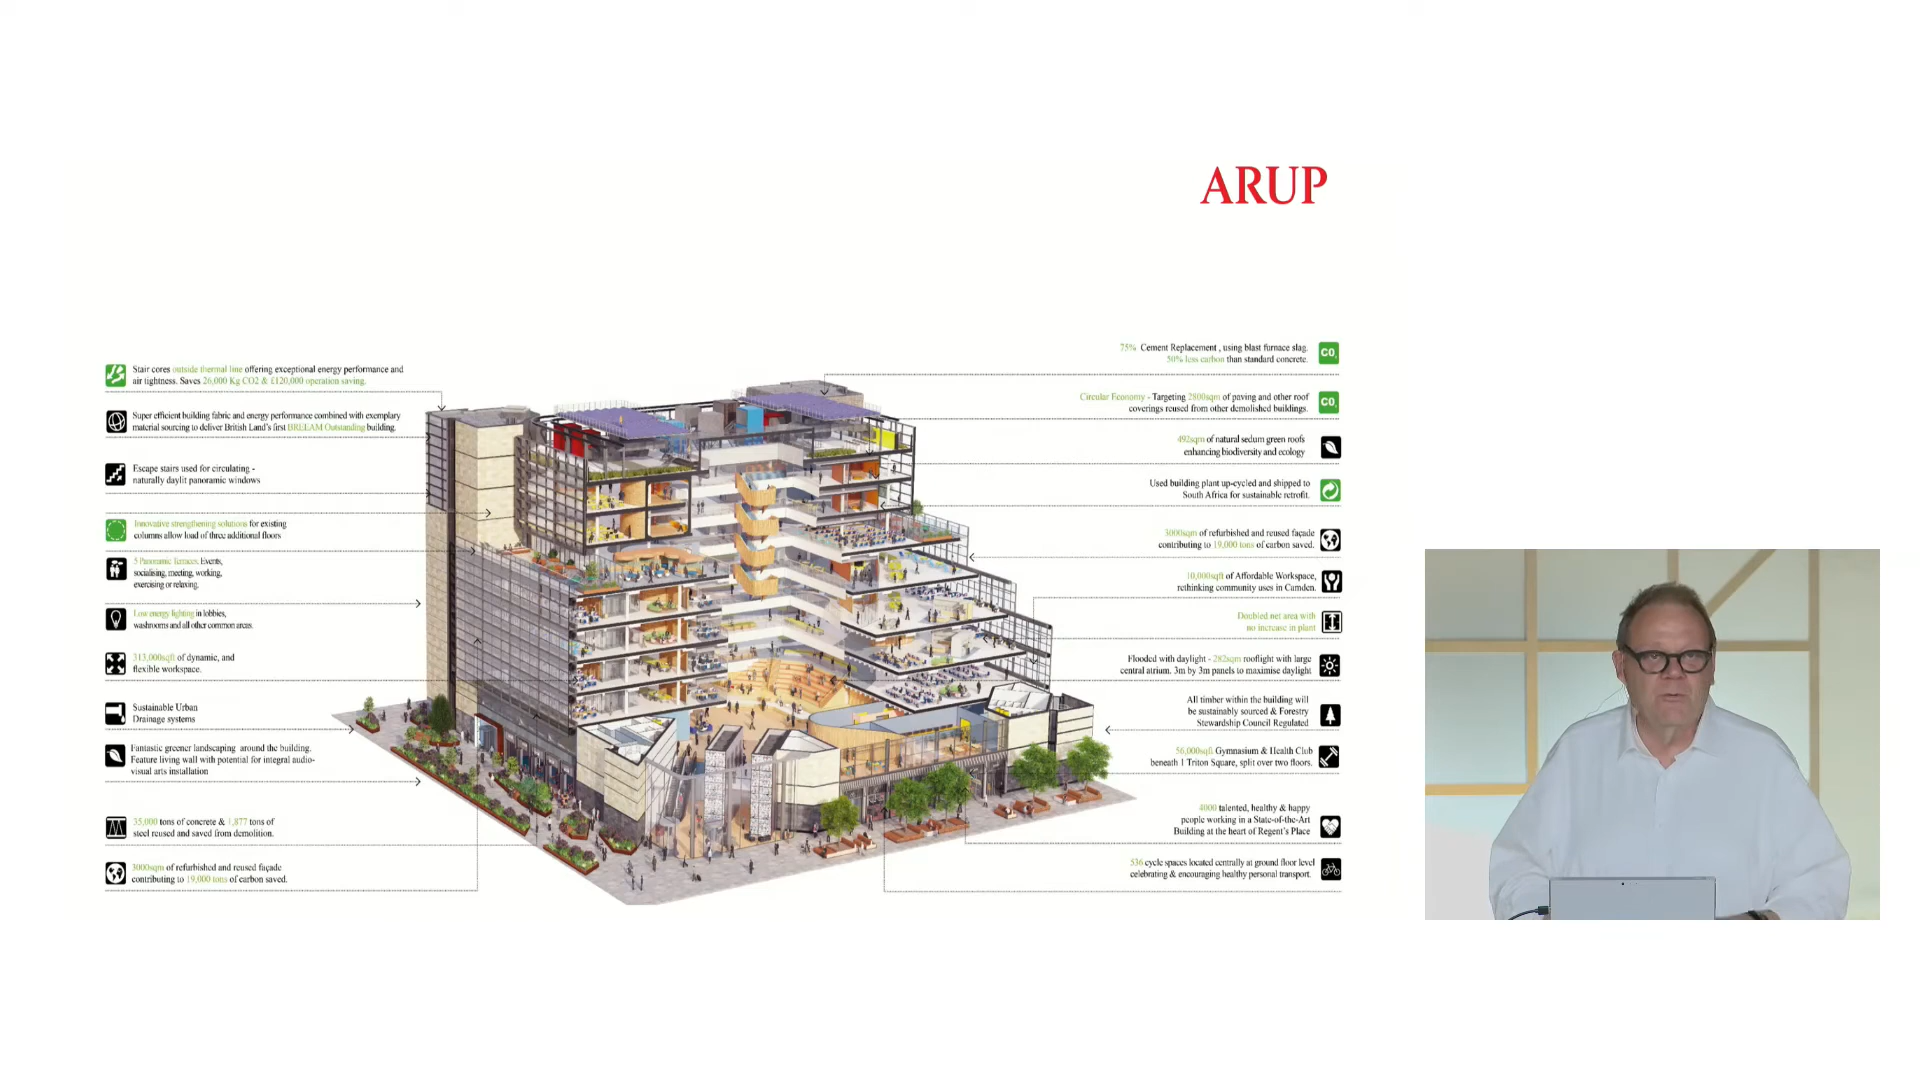 ARUP
Stair cores outside thermal line offering exceptional energy performance and
air tightness. Saves 26,000 Kg CO2 & £120,000 operation saving.
Super efficient building fabric and energy performance combined with exemplary
material sourcing to deliver British Land's first BREEAM Outstanding building.
Escape stairs used for circulating -
naturally daylit panoramic windows
Innovative strengthening solutions for existing
columns allow load of three additional floors
5 Panoramic Terraces. Events,
socialising, meeting, working,
exercising or relaxing.
Low energy lighting in lobbies,
washrooms and all other common areas.
313,000sqft of dynamic, and
flexible workspace.
Sustainable Urban
Drainage systems
Fantastic greener landscaping around the building.
Feature living wall with potential for integral audio-
visual arts installation
35,000 tons of concrete & 1,877 tons of
steel reused and saved from demolition.
3000sqm of refurbished and reused façade
contributing to 19,000 tons of carbon saved.
75% Cement Replacement , using blast furnace slag.
50% less carbon than standard concrete.
CO2
Circular Economy - Targeting 2800sqm of paving and other roof
coverings reused from other demolished buildings.
CO2
492sqm of natural sedum green roofs
enhancing biodiversity and ecology
Used building plant up-cycled and shipped to
South Africa for sustainable retrofit.
3000sqm of refurbished and reused façade
contributing to 19,000 tons of carbon saved.
10,000sqft of Affordable Workspace,
rethinking community uses in Camden.
Doubled net area with
no increase in plant
Flooded with daylight - 282sqm rooflight with large
central atrium. 3m by 3m panels to maximise daylight
All timber within the building will
be sustainably sourced & Forestry
Stewardship Council Regulated
56,000sqft Gymnasium & Health Club
beneath 1 Triton Square, split over two floors.
4000 talented, healthy & happy
people working in a State-of-the-Art
Building at the heart of Regent's Place
536 cycle spaces located centrally at ground floor level
celebrating & encouraging healthy personal transport.